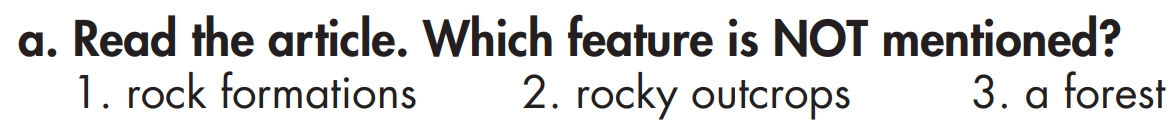 a. Read the article. Which feature is NOT mentioned?
1. rock formations 2. rocky outcrops 3. a forest